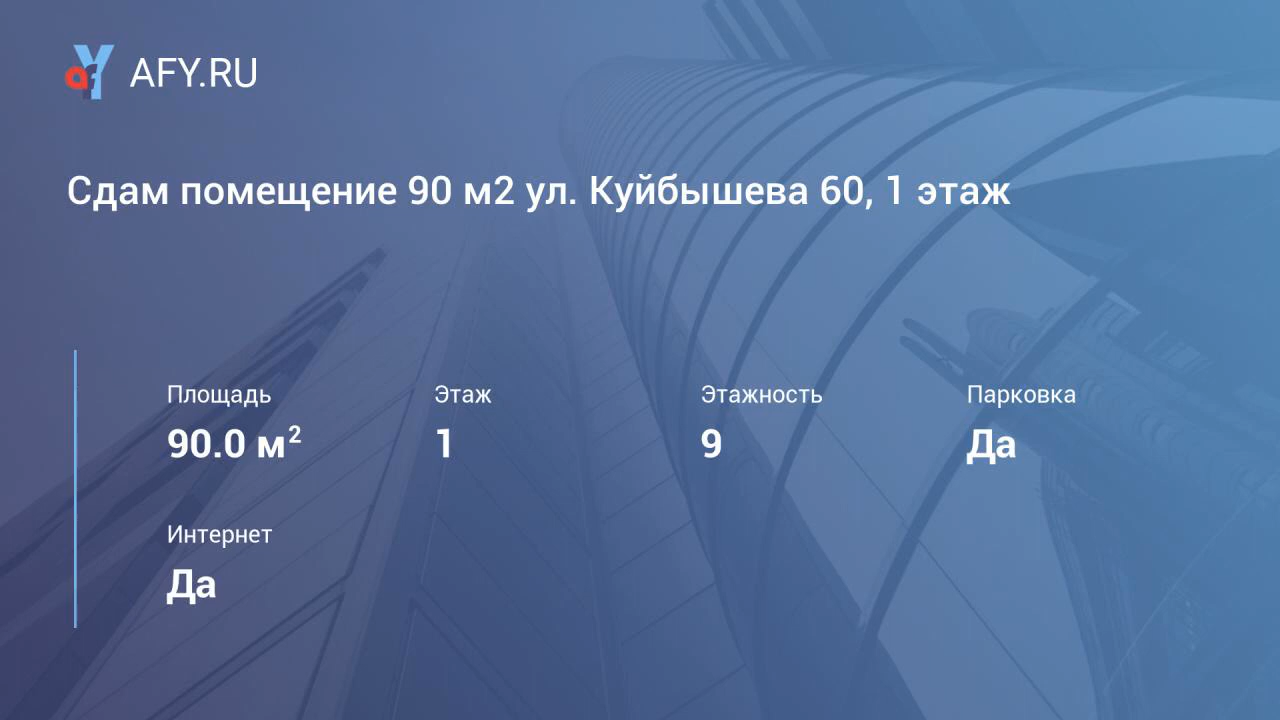 AFY.RU
Сдам помещение 90 м2 ул. Куйбышева 60, 1 этаж
Площадь Этаж Этажность Парковка
90.0 м² 1 9 Да
Интернет
Да